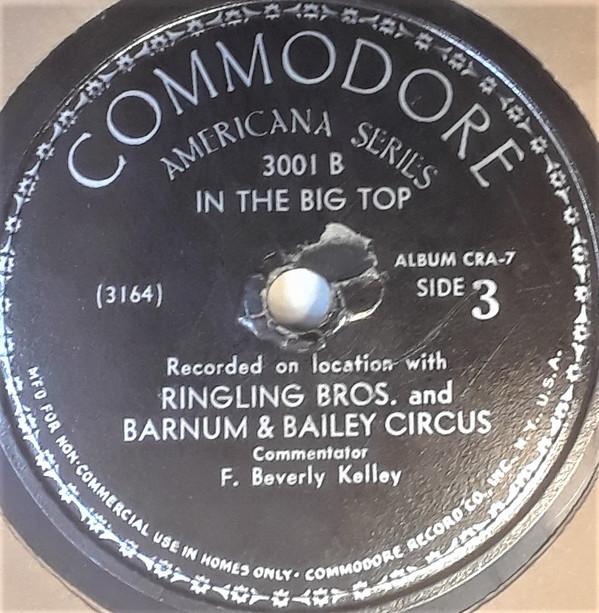 COMMODORE
AMERICANA SERIES
3001 B
IN THE BIG TOP
ALBUM CRA-7
(3164)
SIDE 3
Recorded on location with
RINGLING BROS. and
BARNUM & BAILEY CIRCUS
Commentator
F. Beverly Kelley
MF'D FOR NON-COMMERCIAL USE IN HOMES ONLY · COMMODORE RECORD CO., INC. N.Y. U.S.A.